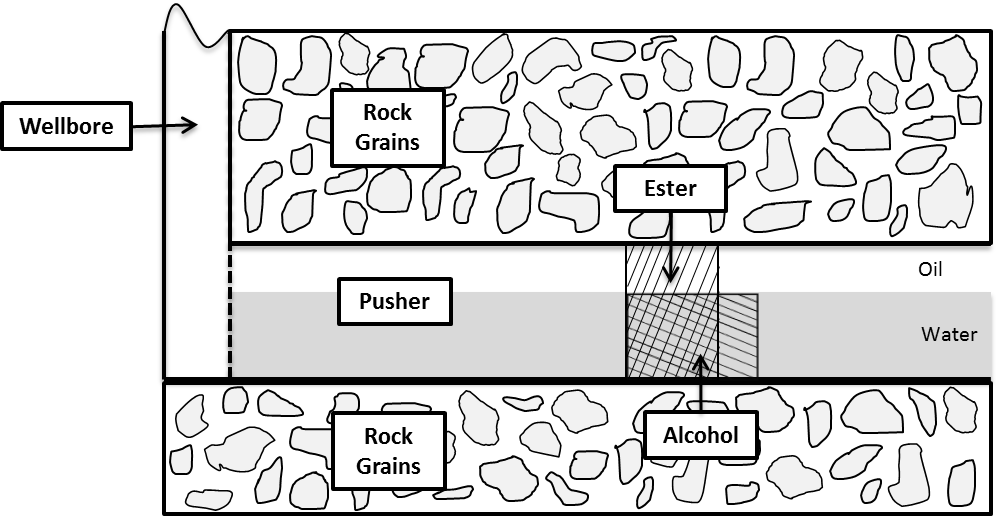 Rock
Grains
Wellbore
Ester
Oil
Pusher
Water
Rock
Grains
Alcohol